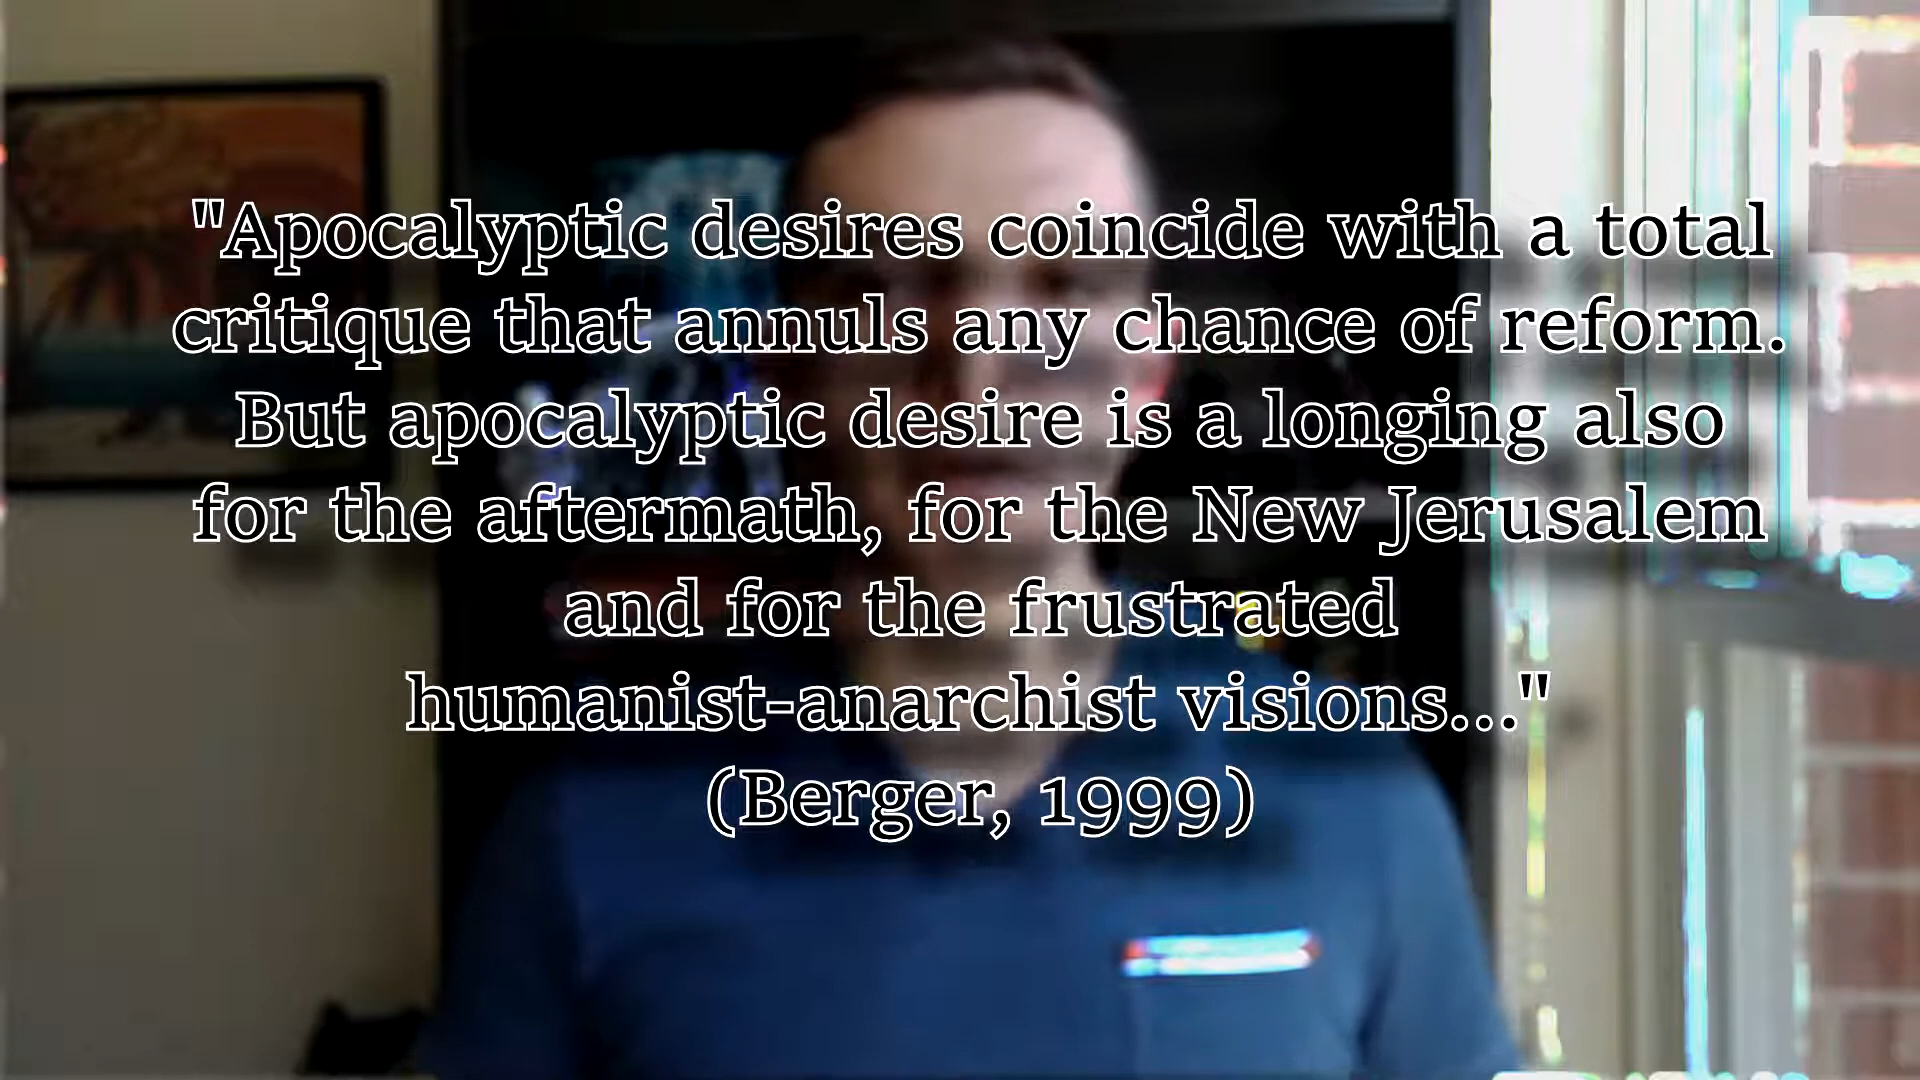 "Apocalyptic desires coincide with a total
critique that annuls any chance of reform.
But apocalyptic desire is a longing also
for the aftermath, for the New Jerusalem
and for the frustrated
humanist-anarchist visions..."
(Berger, 1999)